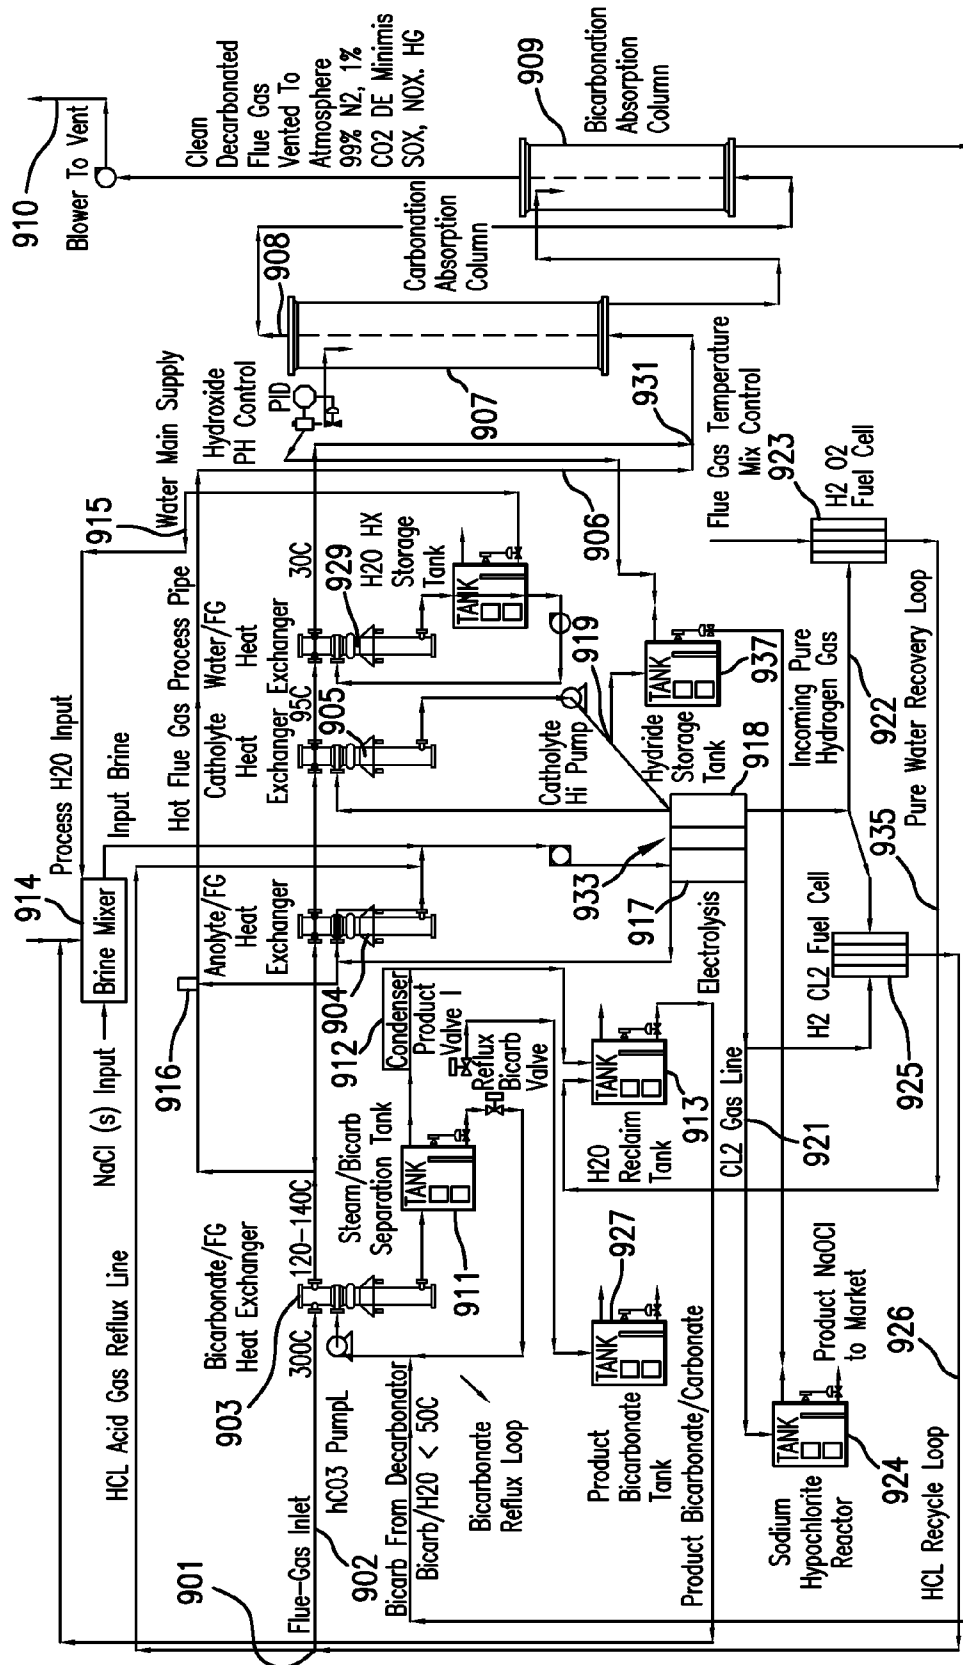 910
Blower To Vent
Clean
Decarbonated
Flue Gas
Vented To
Atmosphere
99% N2, 1%
CO2 DE Minimis
SOX, NOX. HG
909
Bicarbonation
Absorption
Column
908
Carbonation
Absorption
Column
907
931
915
Water Main Supply
Hydroxide
PH Control
PID
906
Flue Gas Temperature
Mix Control
923
H2 O2
Fuel Cell
Process H20 Input
Input Brine
914
Brine Mixer
NaCl (s) Input
916
Hot Flue Gas Process Pipe
Water/FG
Heat
Exchanger
30C
929
H2O HX
Storage
Tank
TANK
Catholyte
Heat
Exchanger
95C
905
919
Catholyte
Hi Pump
TANK
937
Hydride
Storage
Tank
918
933
917
Electrolysis
Incoming Pure
Hydrogen Gas
922
935
Pure Water Recovery Loop
Anolyte/FG
Heat
Exchanger
904
912
Condenser
Product
Valve I
Reflux
Bicarb
Valve
TANK
913
H2O
Reclaim
Tank
CL2 Gas Line
921
H2 CL2 Fuel Cell
925
HCL Acid Gas Reflux Line
Bicarbonate/FG
Heat Exchanger
903
300C
120-140C
Steam/Bicarb
Separation Tank
TANK
911
hC03 PumpL
901
Flue-Gas Inlet
902
Bicarb From Decarbonator
Bicarb/H20 < 50C
Bicarbonate
Reflux Loop
927
TANK
Product
Bicarbonate
Tank
Product Bicarbonate/Carbonate
TANK
Product NaOCl
to Market
924
Sodium
Hypochlorite
Reactor
926
HCL Recycle Loop